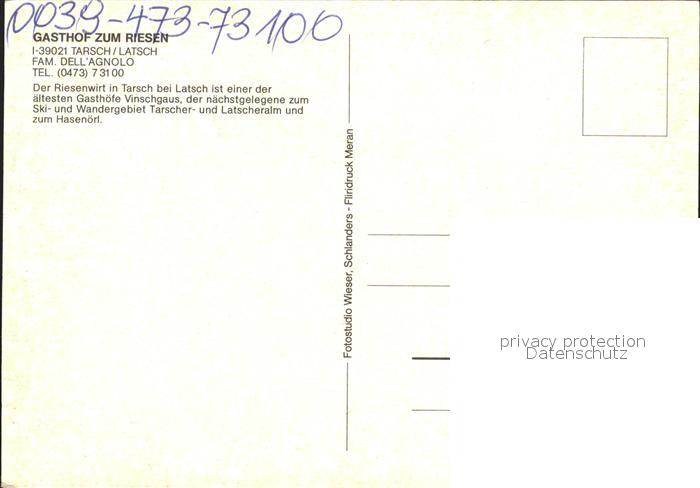 0039-473-73100
GASTHOF ZUM RIESEN
I-39021 TARSCH / LATSCH
FAM. DELL'AGNOLO
TEL. (0473) 73100
Der Riesenwirt in Tarsch bei Latsch ist einer der
ältesten Gasthöfe Vinschgaus, der nächstgelegene zum
Ski- und Wandergebiet Tarscher- und Latscheralm und
zum Hasenörl.
Fotostudio Wieser, Schlanders - Fliridruck Meran
privacy protection
Datenschutz